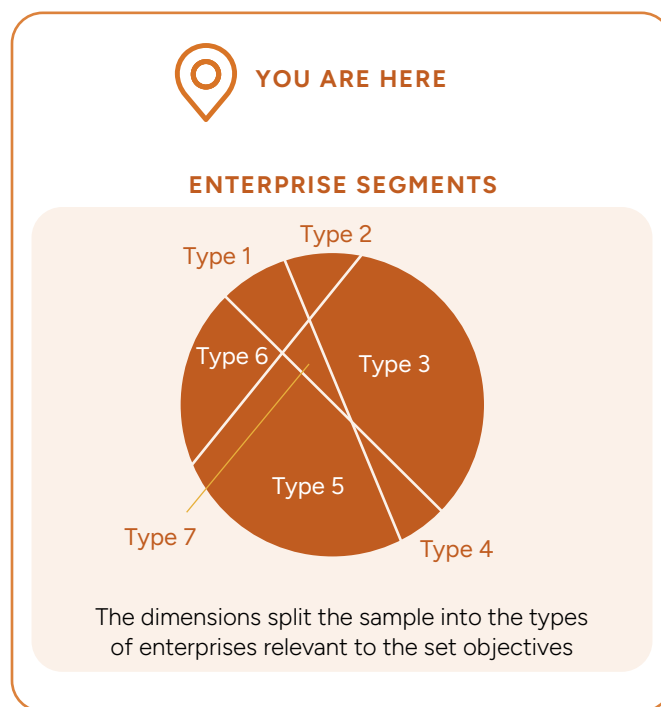 YOU ARE HERE
ENTERPRISE SEGMENTS
Type 2
Type 1
Type 6
Type 3
Type 5
Type 7
Type 4
The dimensions split the sample into the types
of enterprises relevant to the set objectives